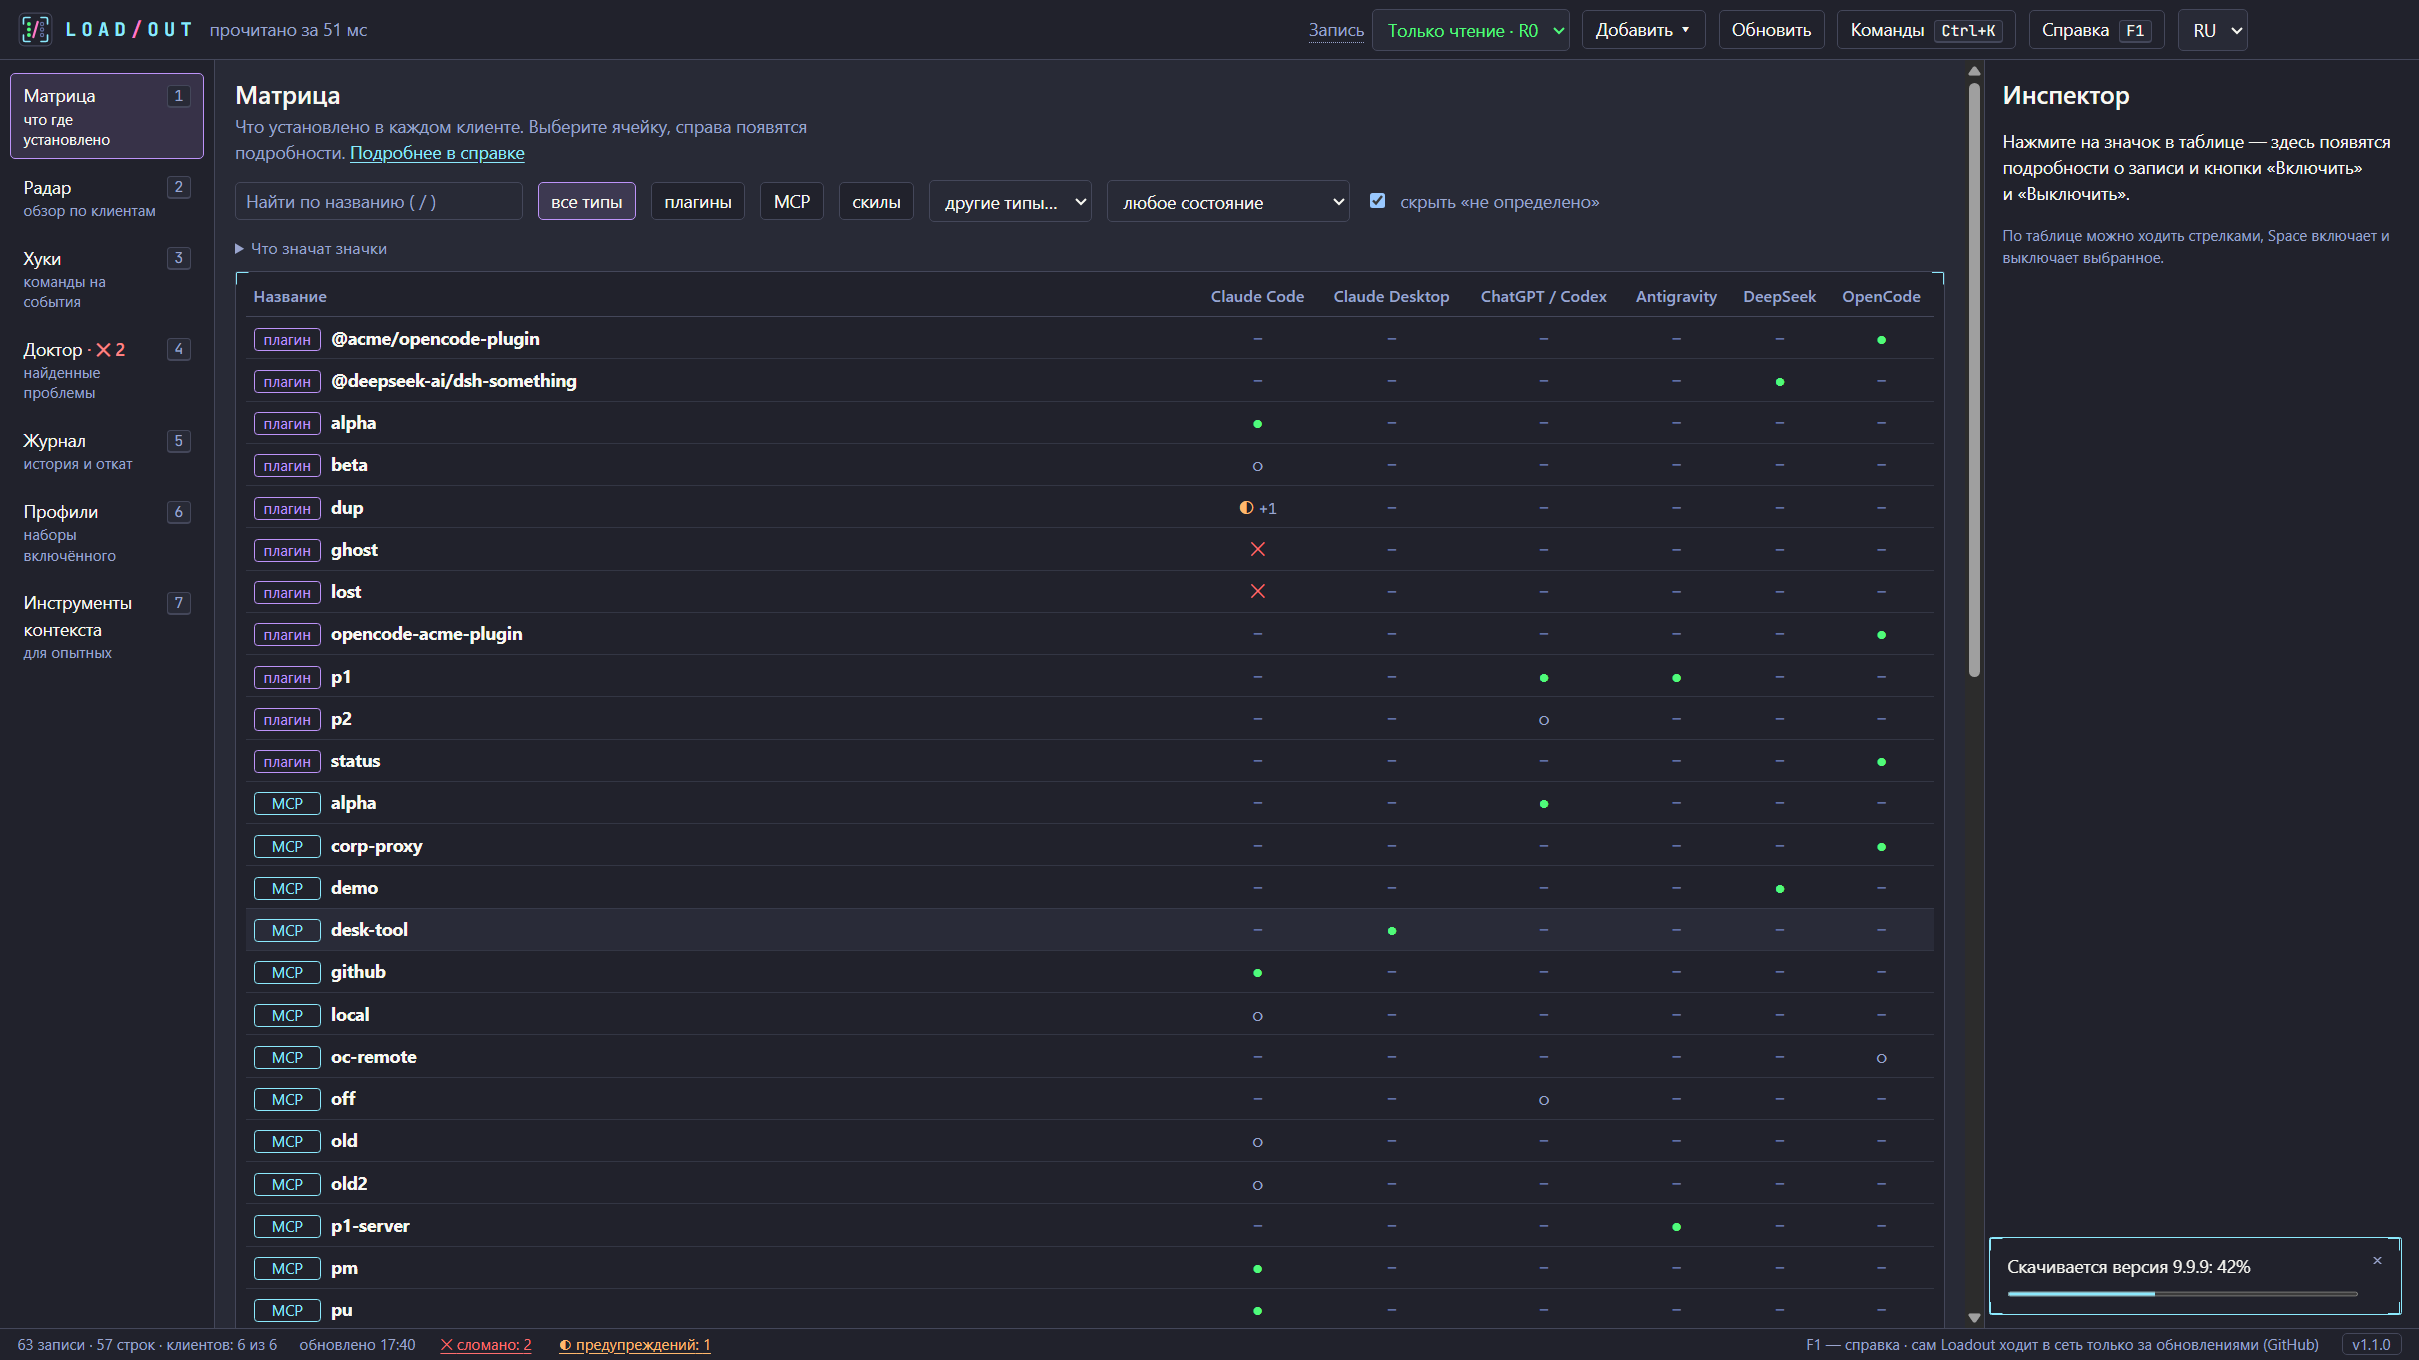 LOAD/OUT прочитано за 51 мс Запись Только чтение · R0 Добавить Обновить Команды Ctrl+K Справка F1 RU
Матрица 1
что где
установлено
Радар 2
обзор по клиентам
Хуки 3
команды на
события
Доктор · ✕ 2 4
найденные
проблемы
Журнал 5
история и откат
Профили 6
наборы
включённого
Инструменты 7
контекста
для опытных
Матрица
Что установлено в каждом клиенте. Выберите ячейку, справа появятся
подробности. Подробнее в справке
Найти по названию ( / ) все типы плагины MCP скилы другие типы... любое состояние скрыть «не определено»
Что значат значки
Название Claude Code Claude Desktop ChatGPT / Codex Antigravity DeepSeek OpenCode
плагин @acme/opencode-plugin – – – – – ●
плагин @deepseek-ai/dsh-something – – – – ● –
плагин alpha ● – – – – –
плагин beta ○ – – – – –
плагин dup ◐ +1 – – – – –
плагин ghost ✕ – – – – –
плагин lost ✕ – – – – –
плагин opencode-acme-plugin – – – – – ●
плагин p1 – – ● ● – –
плагин p2 – – ○ – – –
плагин status – – – – – ●
MCP alpha – – ● – – –
MCP corp-proxy – – – – – ●
MCP demo – – – – ● –
MCP desk-tool – ● – – – –
MCP github ● – – – – –
MCP local ○ – – – – –
MCP oc-remote – – – – – ○
MCP off – – ○ – – –
MCP old ○ – – – – –
MCP old2 ○ – – – – –
MCP p1-server – – – ● – –
MCP pm ● – – – – –
MCP pu ● – – – – –
Инспектор
Нажмите на значок в таблице — здесь появятся
подробности о записи и кнопки «Включить»
и «Выключить».
По таблице можно ходить стрелками, Space включает и
выключает выбранное.
Скачивается версия 9.9.9: 42% ×
63 записи · 57 строк · клиентов: 6 из 6 обновлено 17:40 ✕ сломано: 2 ◐ предупреждений: 1 F1 — справка · сам Loadout ходит в сеть только за обновлениями (GitHub) v1.1.0